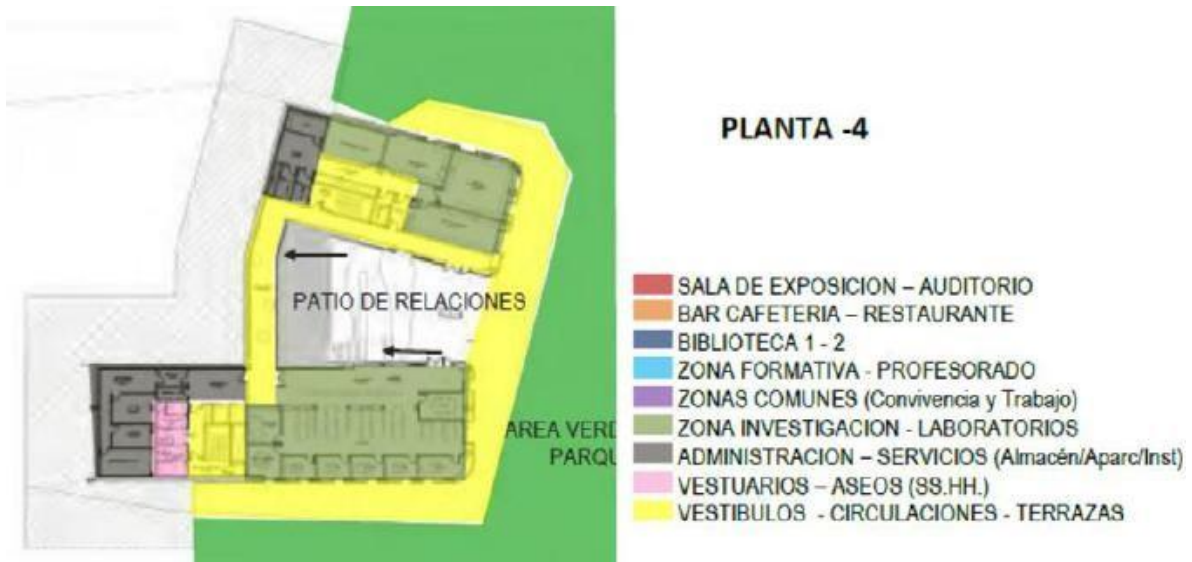 PLANTA -4
PATIO DE RELACIONES
AREA VERD
PARQU
SALA DE EXPOSICION – AUDITORIO
BAR CAFETERIA – RESTAURANTE
BIBLIOTECA 1 - 2
ZONA FORMATIVA - PROFESORADO
ZONAS COMUNES (Convivencia y Trabajo)
ZONA INVESTIGACION - LABORATORIOS
ADMINISTRACION – SERVICIOS (Almacén/Aparc/Inst)
VESTUARIOS – ASEOS (SS.HH.)
VESTIBULOS - CIRCULACIONES - TERRAZAS